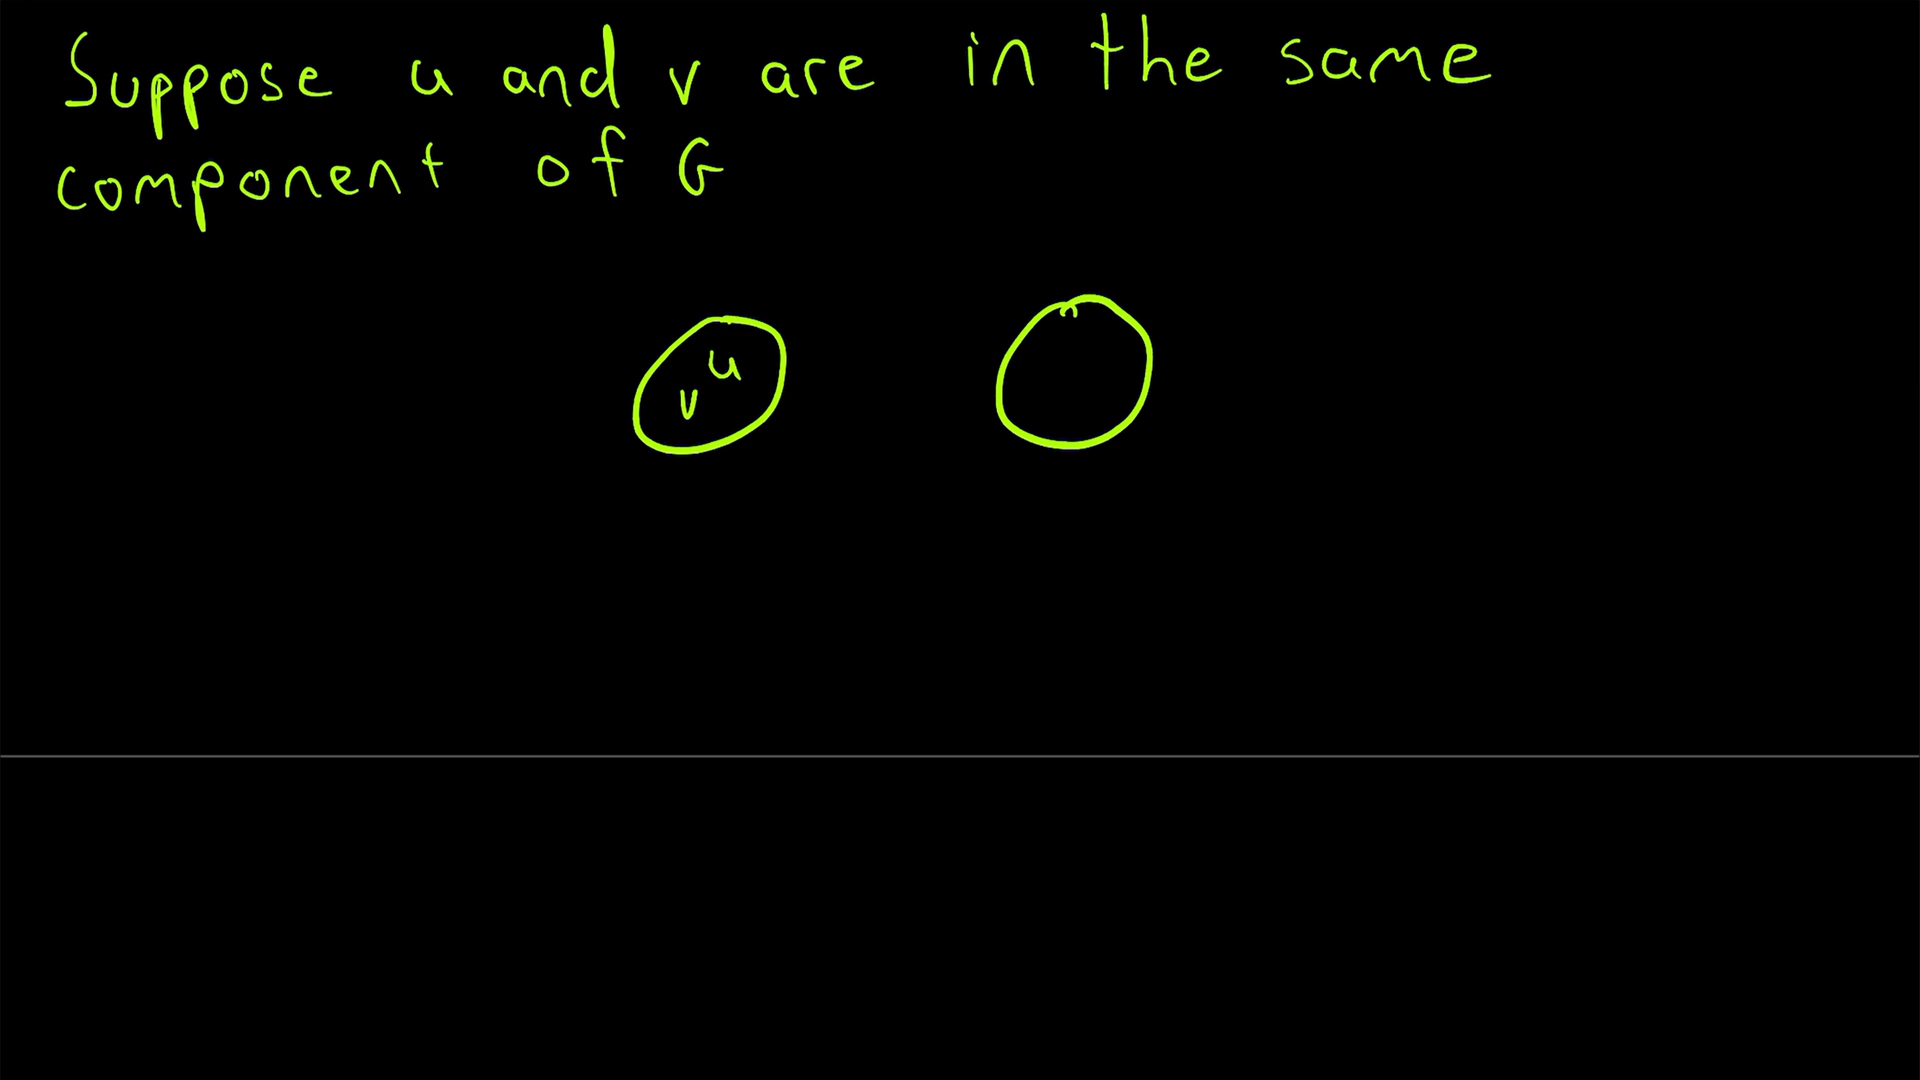 Suppose u and v are in the same
component of G
u
v